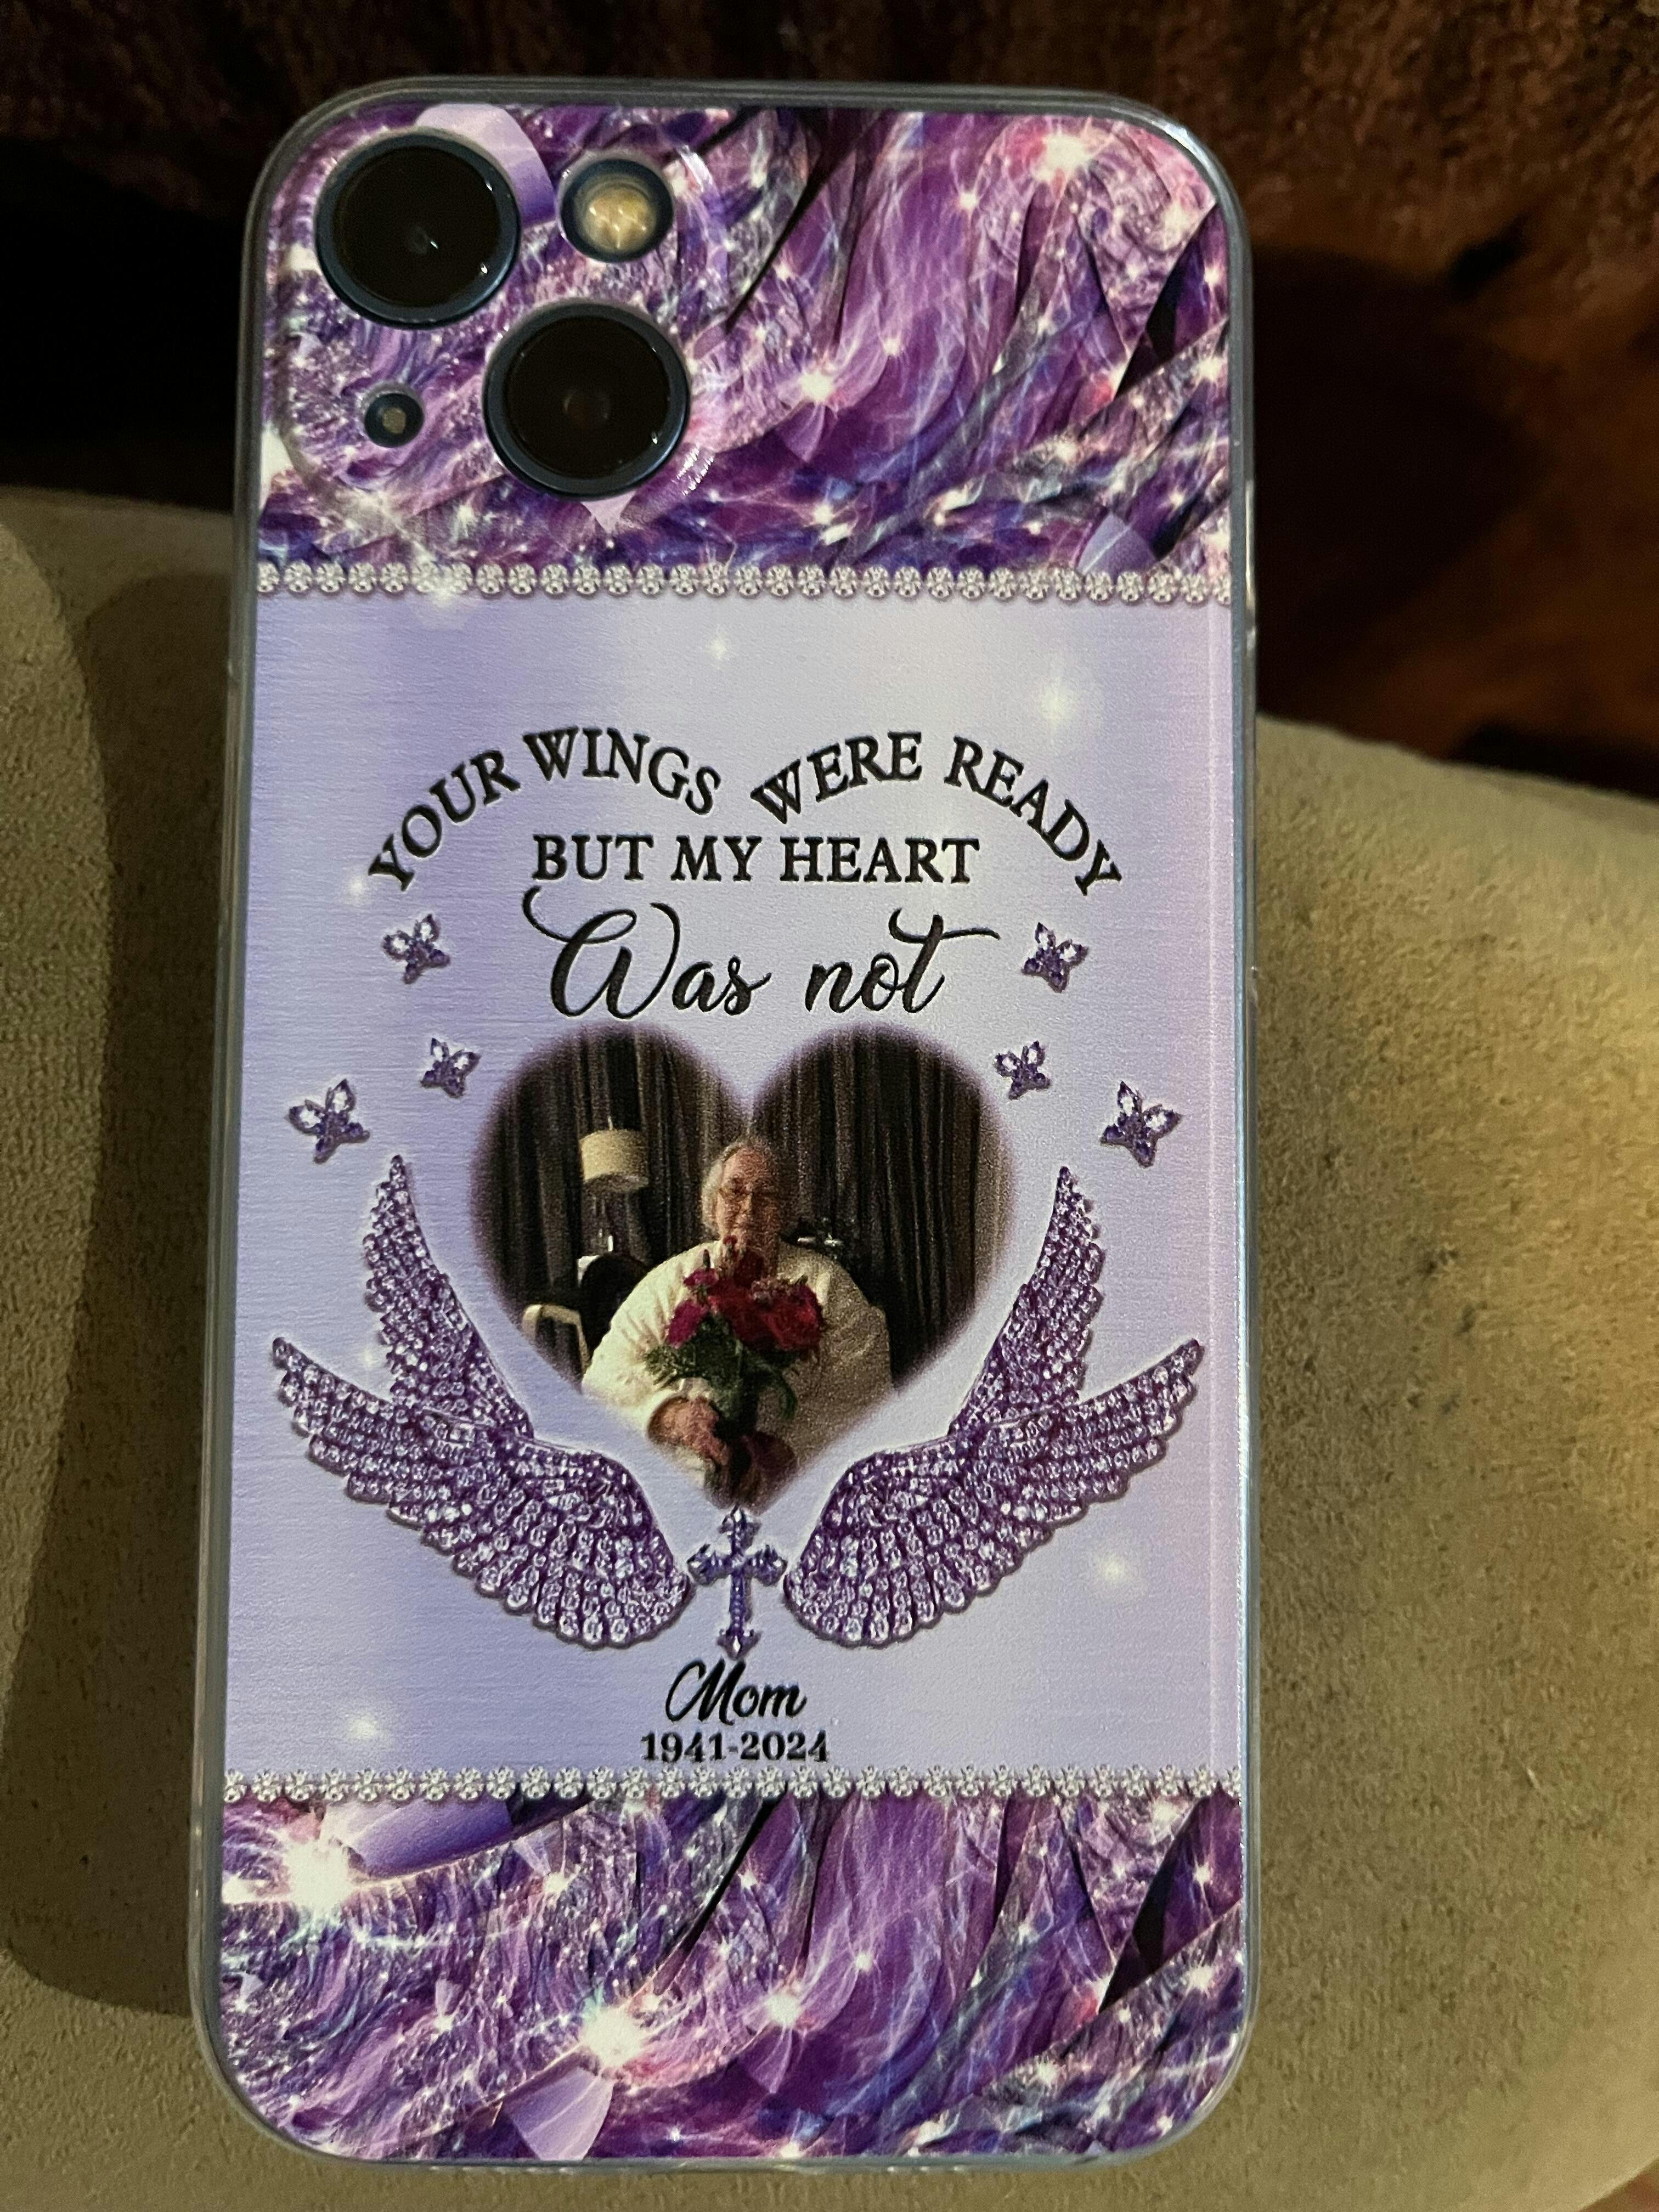 YOUR WINGS WERE READY
BUT MY HEART
Was not
Mom
1941-2024